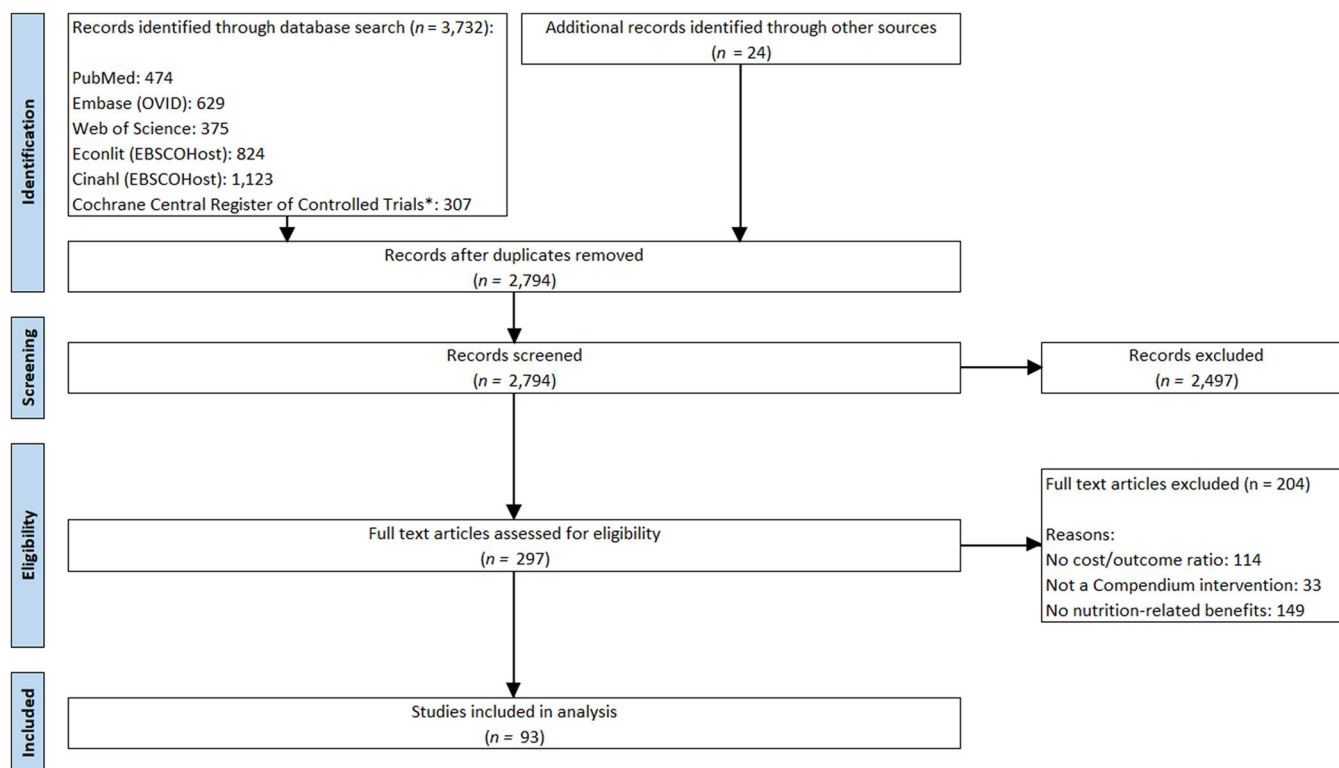 Identification
Records identified through database search (n = 3,732):
PubMed: 474
Embase (OVID): 629
Web of Science: 375
Econlit (EBSCOHost): 824
Cinahl (EBSCOHost): 1,123
Cochrane Central Register of Controlled Trials*: 307
Additional records identified through other sources
(n = 24)
Records after duplicates removed
(n = 2,794)
Screening
Records screened
(n = 2,794)
Records excluded
(n = 2,497)
Eligibility
Full text articles assessed for eligibility
(n = 297)
Full text articles excluded (n = 204)
Reasons:
No cost/outcome ratio: 114
Not a Compendium intervention: 33
No nutrition-related benefits: 149
Included
Studies included in analysis
(n = 93)